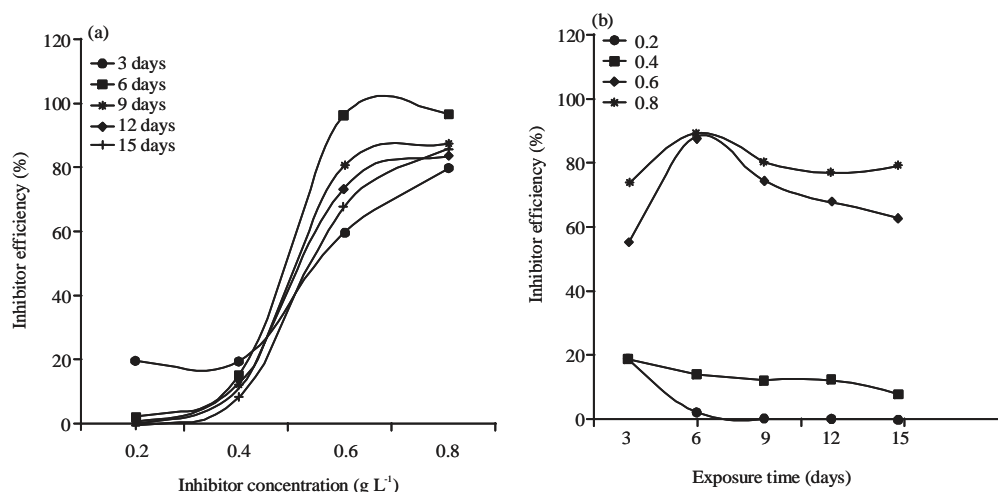 (a)
120
100
80
60
40
20
0
Inhibitor efficiency (%)
3 days
6 days
9 days
12 days
15 days
0.2 0.4 0.6 0.8
Inhibitor concentration (g L⁻¹)
(b)
120
100
80
60
40
20
0
Inhibitor efficiency (%)
0.2
0.4
0.6
0.8
3 6 9 12 15
Exposure time (days)